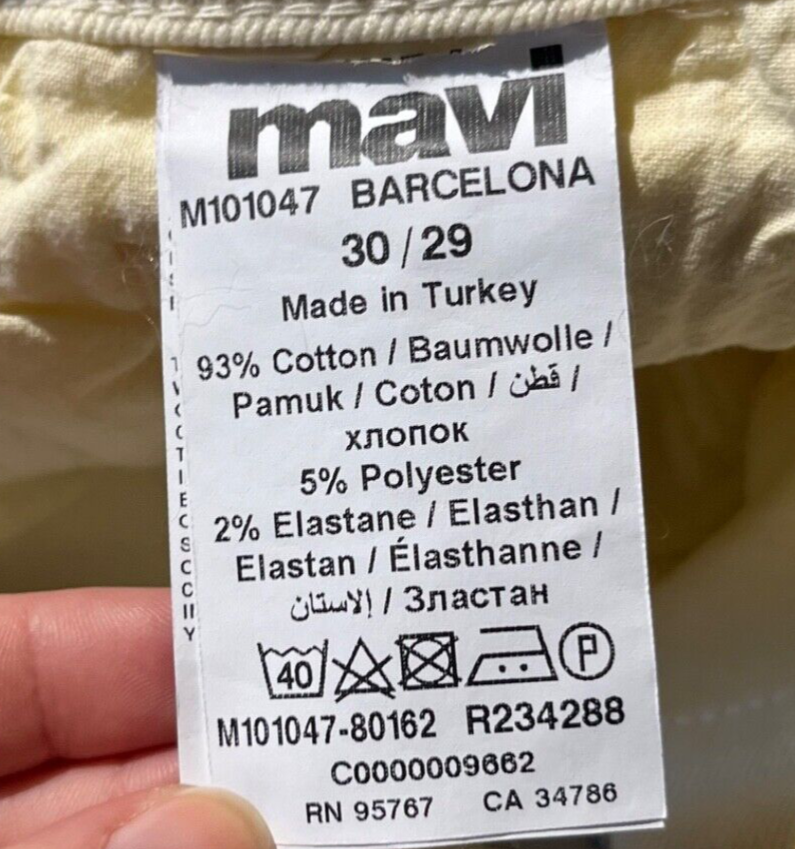 mavi
M101047 BARCELONA
30 / 29
Made in Turkey
93% Cotton / Baumwolle /
Pamuk / Coton / قطن /
хлопок
5% Polyester
2% Elastane / Elasthan /
Elastan / Élasthanne /
الاستان / Зластан
40 P
M101047-80162 R234288
C0000009662
RN 95767 CA 34786